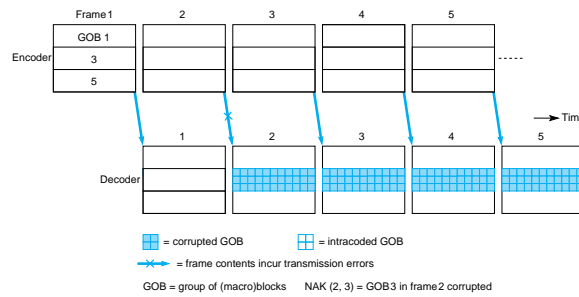 Frame 1 2 3 4 5
GOB 1
Encoder 3
5
Time
1 2 3 4 5
Decoder
= corrupted GOB = intracoded GOB
= frame contents incur transmission errors
GOB = group of (macro)blocks NAK (2, 3) = GOB 3 in frame 2 corrupted